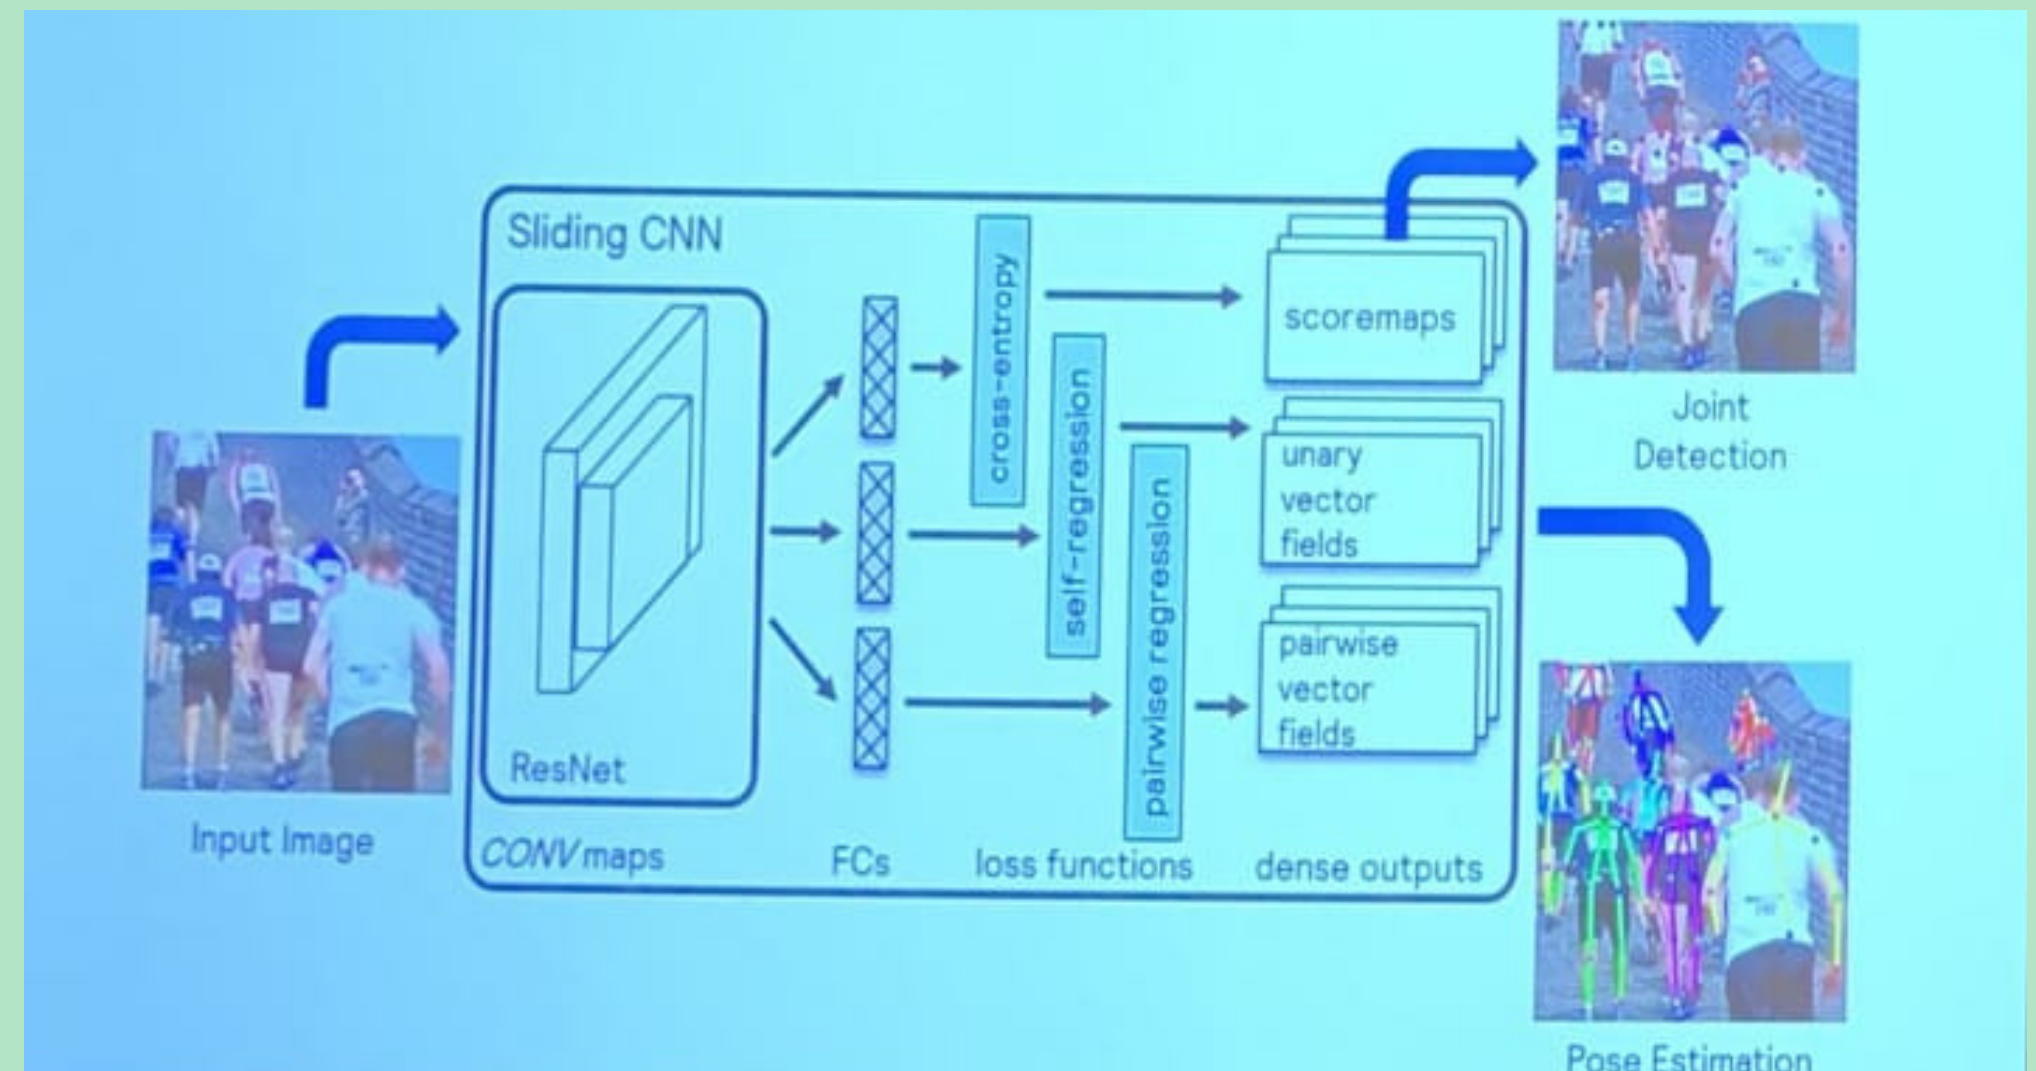 Sliding CNN
ResNet
CONV maps
FCs
cross-entropy
self-regression
pairwise regression
loss functions
scoremaps
unary
vector
fields
pairwise
vector
fields
dense outputs
Input Image
Joint
Detection
Pose Estimation